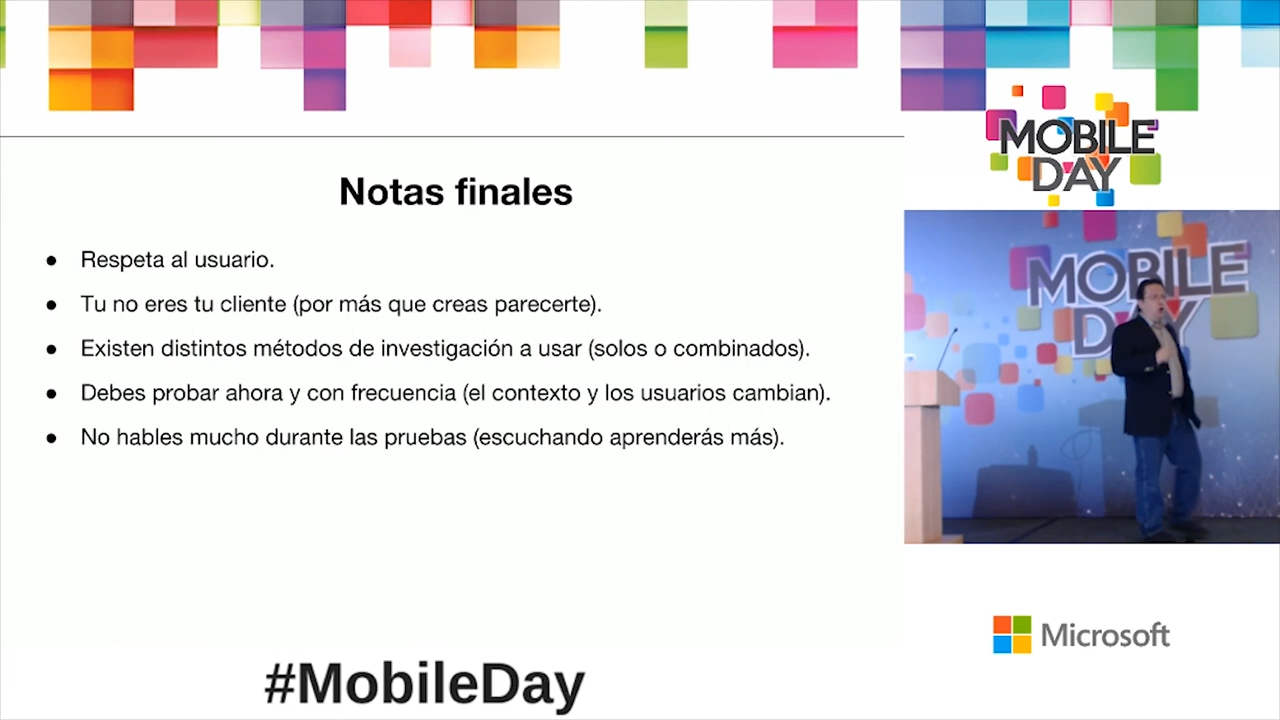 MOBILE
DAY
Notas finales
● Respeta al usuario.
● Tu no eres tu cliente (por más que creas parecerte).
● Existen distintos métodos de investigación a usar (solos o combinados).
● Debes probar ahora y con frecuencia (el contexto y los usuarios cambian).
● No hables mucho durante las pruebas (escuchando aprenderás más).
MOBILE
DAY
Microsoft
#MobileDay